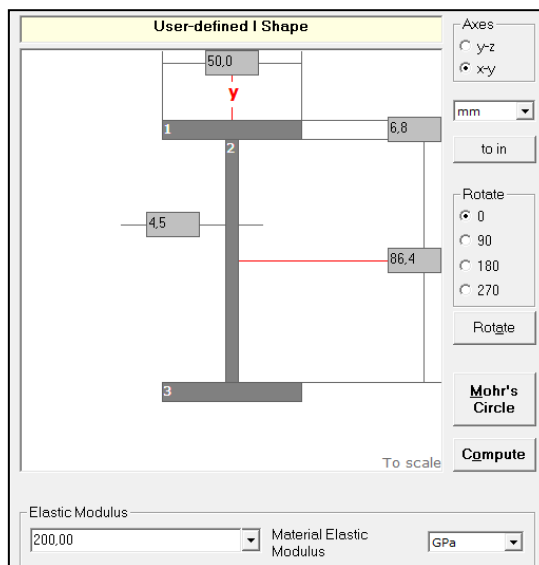 User-defined I Shape
50,0
y
1
6,8
2
4,5
86,4
3
To scale
Axes
y-z
x-y
mm
to in
Rotate
0
90
180
270
Rotate
Mohr's
Circle
Compute
Elastic Modulus
200,00
Material Elastic
Modulus
GPa